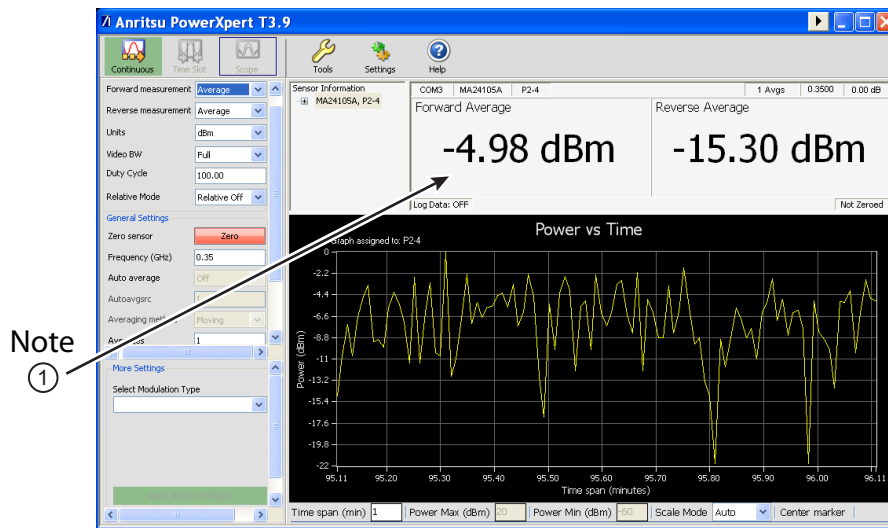 Anritsu PowerXpert T3.9
Continuous
Time Slot
Scope
Tools
Settings
Help
Forward measurement Average
Reverse measurement Average
Units dBm
Video BW Full
Duty Cycle 100.00
Relative Mode Relative Off
General Settings
Zero sensor Zero
Frequency (GHz) 0.35
Auto average Off
Autoavgsrc
Averaging Moving
1
More Settings
Select Modulation Type
Note
1
Sensor Information
MA24105A, P2-4
COM3 MA24105A P2-4 1 Avgs 0.3500 0.00 dB
Forward Average
-4.98 dBm
Reverse Average
-15.30 dBm
Log Data: OFF
Not Zeroed
Power vs Time
Graph assigned to: P2-4
Power (dBm)
0
-2.2
-4.4
-6.6
-8.8
-11
-13.2
-15.4
-17.6
-19.8
-22
95.11 95.20 95.30 95.40 95.50 95.60 95.70 95.80 95.90 96.00 96.11
Time span (minutes)
Time span (min) 1 Power Max (dBm) 20 Power Min (dBm) -60 Scale Mode Auto Center marker